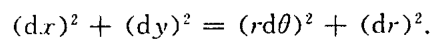 (dx)² + (dy)² = (rdθ)² + (dr)².